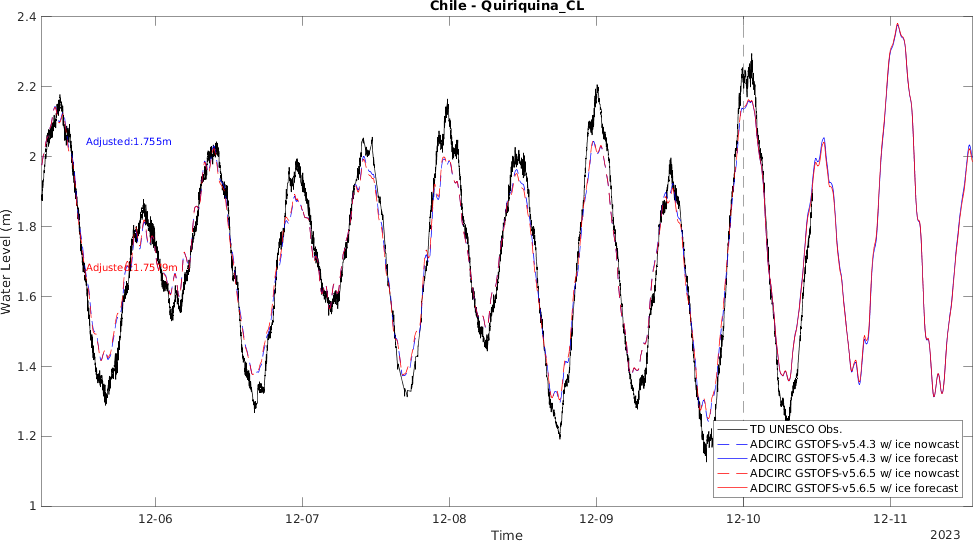 Chile - Quiriquina_CL
2.4
2.2
2
1.8
1.6
1.4
1.2
1
Water Level (m)
Adjusted:1.755m
TD UNESCO Obs.
ADCIRC GSTOFS-v5.4.3 w/ ice nowcast
ADCIRC GSTOFS-v5.4.3 w/ ice forecast
ADCIRC GSTOFS-v5.6.5 w/ ice nowcast
ADCIRC GSTOFS-v5.6.5 w/ ice forecast
12-06
12-07
12-08
12-09
12-10
12-11
Time
2023